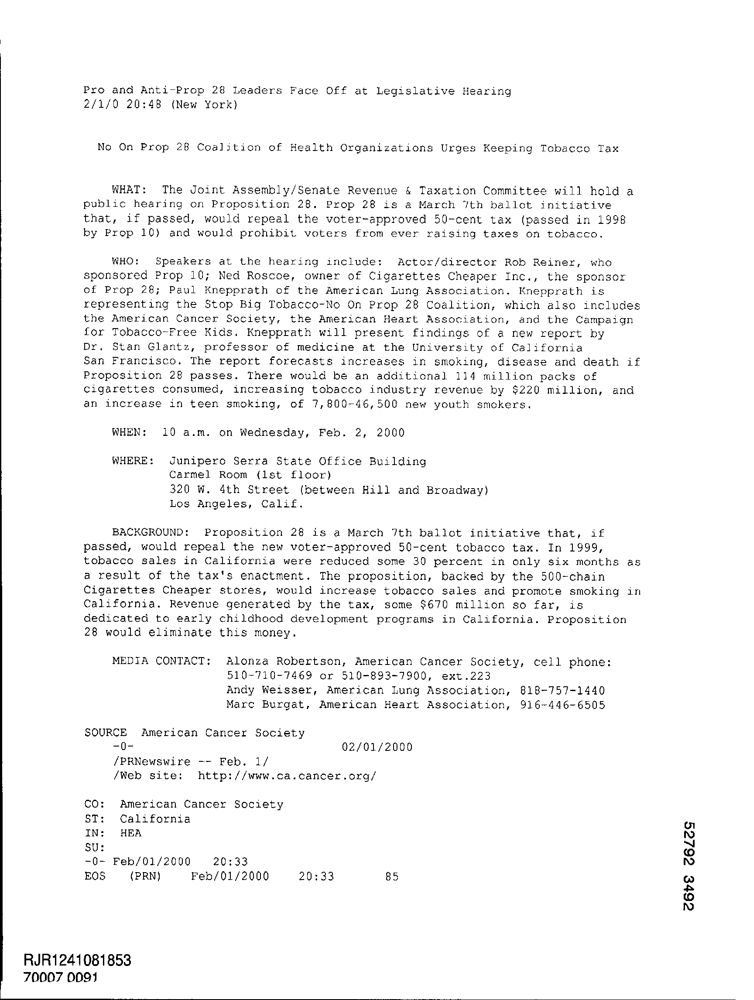 Pro and Anti-Prop 28 Leaders Face Off at Legislative Hearing
2/1/0 20:48 (New York)
No On Prop 28 Coalition of Health Organizations Urges Keeping Tobacco Tax
WHAT: The Joint Assembly/Senate Revenue & Taxation Committee will hold a
public hearing on Proposition 28. Prop 28 is a March 7th ballot initiative
that, if passed, would repeal the voter-approved 50-cent tax (passed in 1998
by Prop 10) and would prohibit voters from ever raising taxes on tobacco.
WHO: Speakers at the hearing include: Actor/director Rob Reiner, who
sponsored Prop 10; Ned Roscoe, owner of Cigarettes Cheaper Inc., the sponsor
of Prop 28; Paul Knepprath of the American Lung Association. Knepprath is
representing the Stop Big Tobacco-No On Prop 28 Coalition, which also includes
the American Cancer Society, the American Heart Association, and the Campaign
for Tobacco-Free Kids. Knepprath will present findings of a new report by
Dr. Stan Glantz, professor of medicine at the University of California
San Francisco. The report forecasts increases in smoking, disease and death if
Proposition 28 passes. There would be an additional 114 million packs of
cigarettes consumed, increasing tobacco industry revenue by $220 million, and
an increase in teen smoking, of 7,800-46,500 new youth smokers.
WHEN: 10 a.m. on Wednesday, Feb. 2, 2000
WHERE: Junipero Serra State Office Building
Carmel Room (1st floor)
320 W. 4th Street (between Hill and Broadway)
Los Angeles, Calif.
BACKGROUND: Proposition 28 is a March 7th ballot initiative that, if
passed, would repeal the new voter-approved 50-cent tobacco tax. In 1999,
tobacco sales in California were reduced some 30 percent in only six months as
a result of the tax's enactment. The proposition, backed by the 500-chain
Cigarettes Cheaper stores, would increase tobacco sales and promote smoking in
California. Revenue generated by the tax, some $670 million so far, is
dedicated to early childhood development programs in California. Proposition
28 would eliminate this money.
MEDIA CONTACT: Alonza Robertson, American Cancer Society, cell phone:
510-710-7469 or 510-893-7900, ext.223
Andy Weisser, American Lung Association, 818-757-1440
Marc Burgat, American Heart Association, 916-446-6505
SOURCE American Cancer Society
-0- 02/01/2000
/PRNewswire -- Feb. 1/
/Web site: http://www.ca.cancer.org/
CO: American Cancer Society
ST: California
IN: HEA
SU:
-0- Feb/01/2000 20:33
EOS (PRN) Feb/01/2000 20:33 85
52792 3492
RJR1241081853
70007 0091